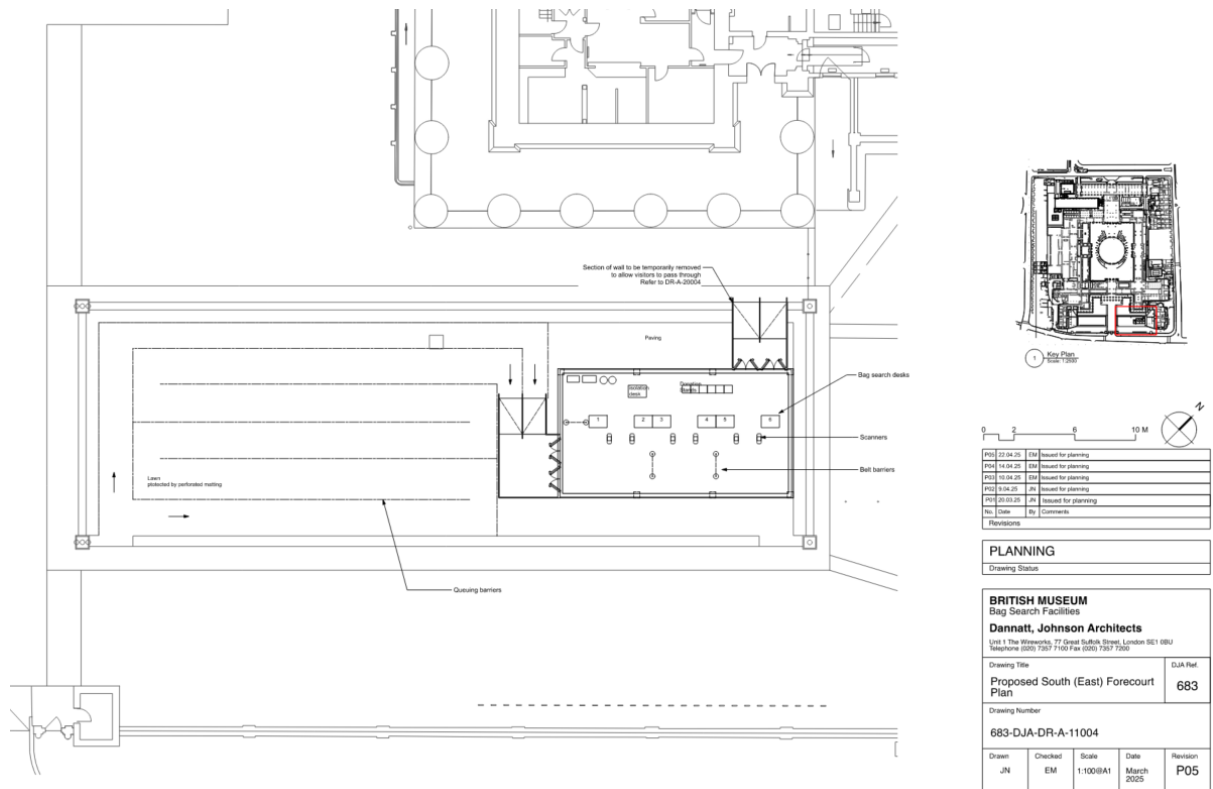 Section of wall to be temporarily removed
to allow visitors to pass through
Refer to DR-A-20004
Paving
Bag search desks
Isolation
desk
Donation
1
2
3
4
5
6
Scanners
Belt barriers
Lawn
protected by perforated matting
Queuing barriers
1
Key Plan
Scale: 1:2500
N
0 2 6 10 M
P05 22.04.25 EM Issued for planning
P04 14.04.25 EM Issued for planning
P03 10.04.25 EM Issued for planning
P02 9.04.25 JN Issued for planning
P01 20.03.25 JN Issued for planning
No. Date By Comments
Revisions
PLANNING
Drawing Status
BRITISH MUSEUM
Bag Search Facilities
Dannatt, Johnson Architects
Unit 1 The Wireworks, 77 Great Suffolk Street, London SE1 0BU
Telephone (020) 7357 7100 Fax (020) 7357 7200
Drawing Title
DJA Ref.
Proposed South (East) Forecourt
Plan
683
Drawing Number
683-DJA-DR-A-11004
Drawn Checked Scale Date Revision
JN EM 1:100@A1 March
2025 P05